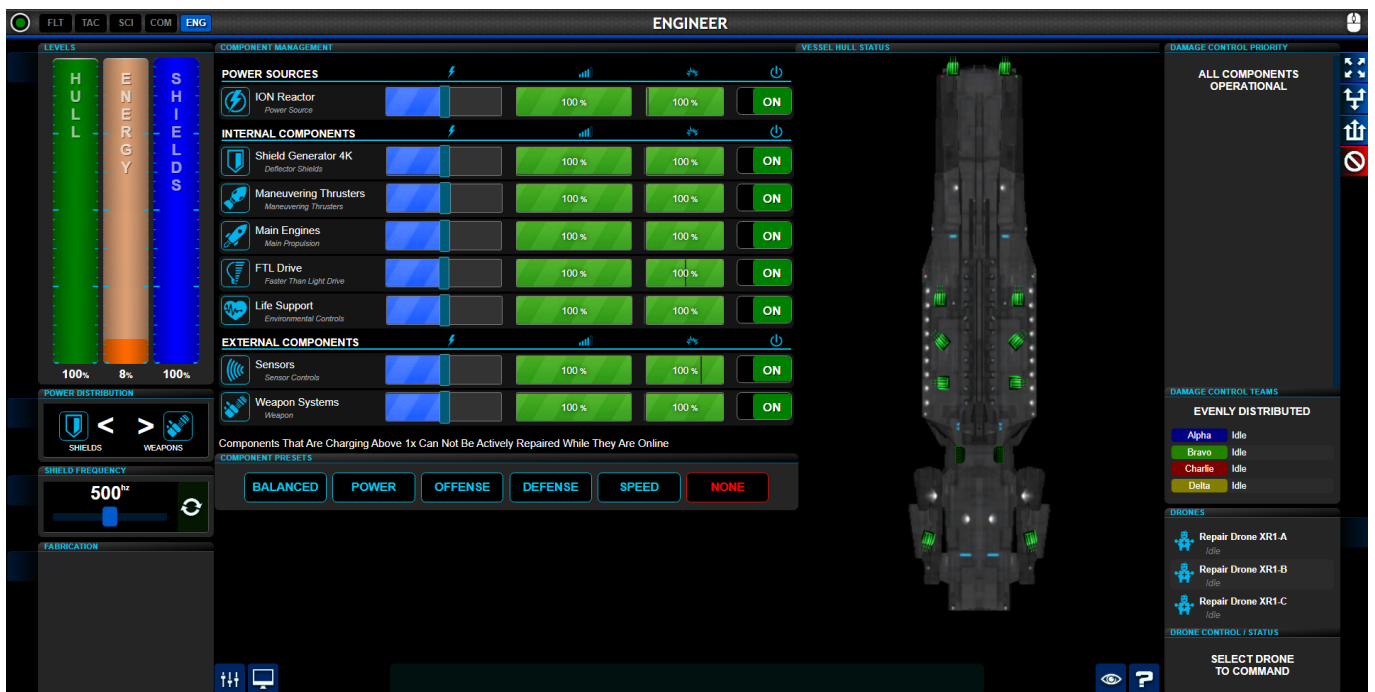 FLT TAC SCI COM ENG
ENGINEER
LEVELS
HULL
ENERGY
SHIELDS
100%
8%
100%
POWER DISTRIBUTION
< >
SHIELDS
WEAPONS
SHIELD FREQUENCY
500hz
FABRICATION
COMPONENT MANAGEMENT
POWER SOURCES
ION Reactor
Power Source
100 %
100 %
ON
INTERNAL COMPONENTS
Shield Generator 4K
Deflector Shields
100 %
100 %
ON
Maneuvering Thrusters
Maneuvering Thrusters
100 %
100 %
ON
Main Engines
Main Propulsion
100 %
100 %
ON
FTL Drive
Faster Than Light Drive
100 %
100 %
ON
Life Support
Environmental Controls
100 %
100 %
ON
EXTERNAL COMPONENTS
Sensors
Sensor Controls
100 %
100 %
ON
Weapon Systems
Weapon
100 %
100 %
ON
Components That Are Charging Above 1x Can Not Be Actively Repaired While They Are Online
COMPONENT PRESETS
BALANCED
POWER
OFFENSE
DEFENSE
SPEED
NONE
VESSEL HULL STATUS
DAMAGE CONTROL PRIORITY
ALL COMPONENTS
OPERATIONAL
DAMAGE CONTROL TEAMS
EVENLY DISTRIBUTED
Alpha Idle
Bravo Idle
Charlie Idle
Delta Idle
DRONES
Repair Drone XR1-A
Idle
Repair Drone XR1-B
Idle
Repair Drone XR1-C
Idle
DRONE CONTROL / STATUS
SELECT DRONE
TO COMMAND
?